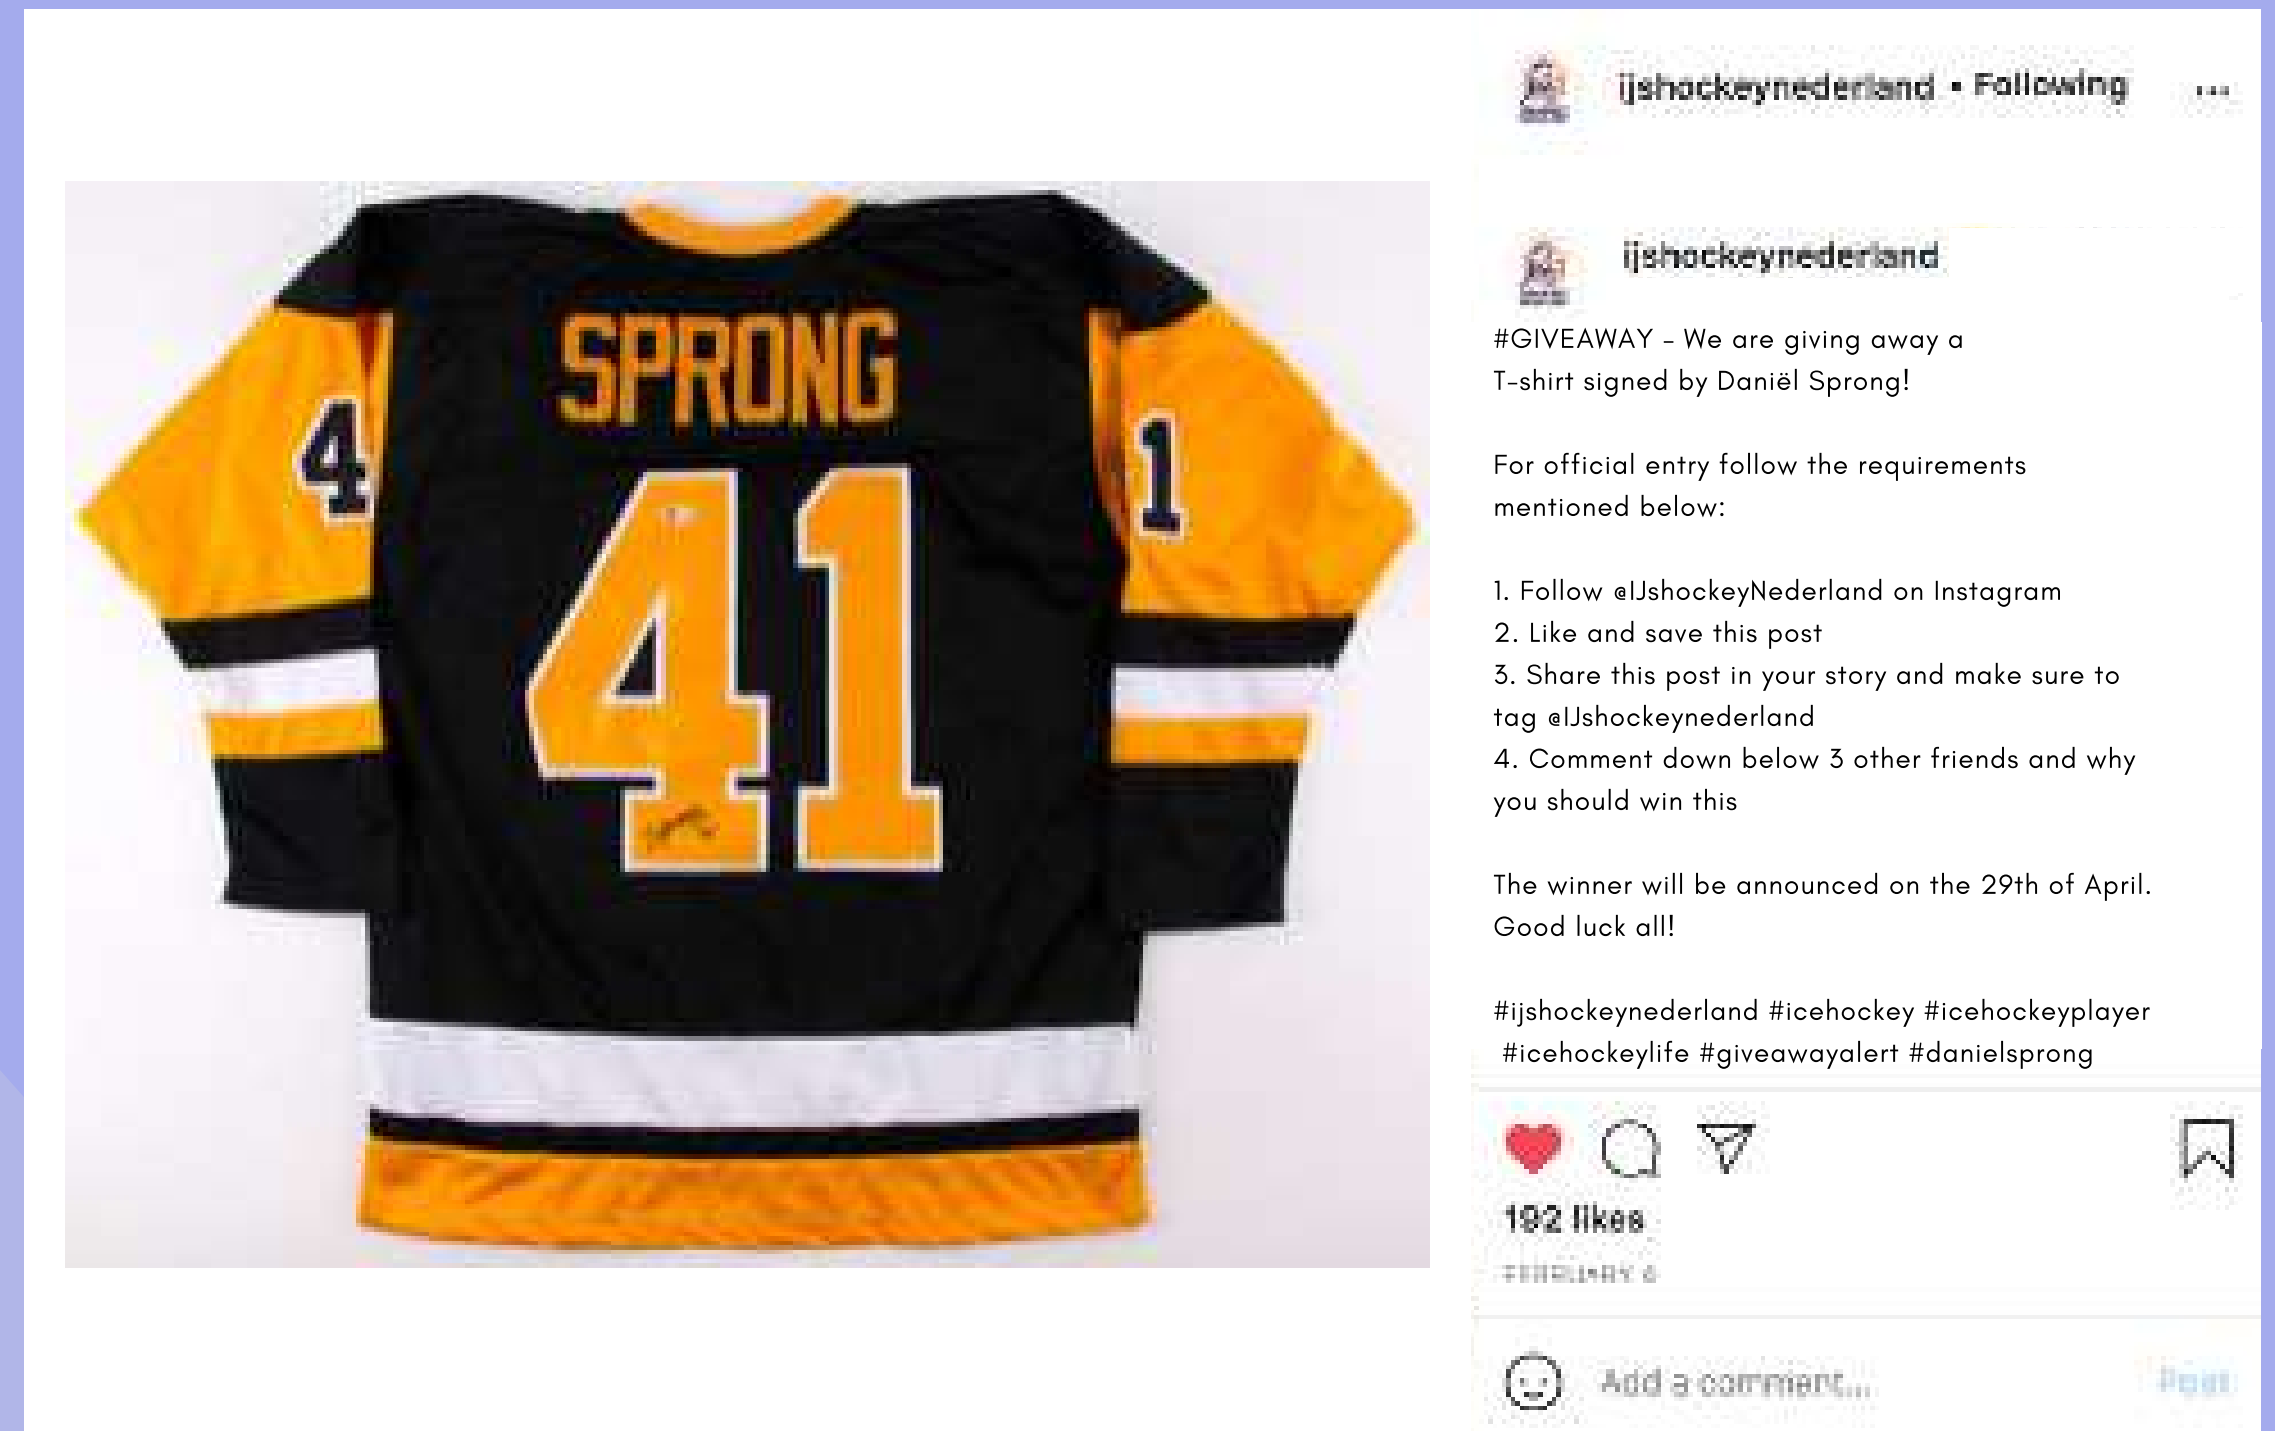 ijshockeynederland • Following
SPRONG
4
1
41
ijshockeynederland
#GIVEAWAY - We are giving away a
T-shirt signed by Daniël Sprong!
For official entry follow the requirements
mentioned below:
1. Follow @IJshockeyNederland on Instagram
2. Like and save this post
3. Share this post in your story and make sure to
tag @IJshockeynederland
4. Comment down below 3 other friends and why
you should win this
The winner will be announced on the 29th of April.
Good luck all!
#ijshockeynederland #icehockey #icehockeyplayer
#icehockeylife #giveawayalert #danielsprong
192 likes
FEBRUARY 6
Add a comment...
Post